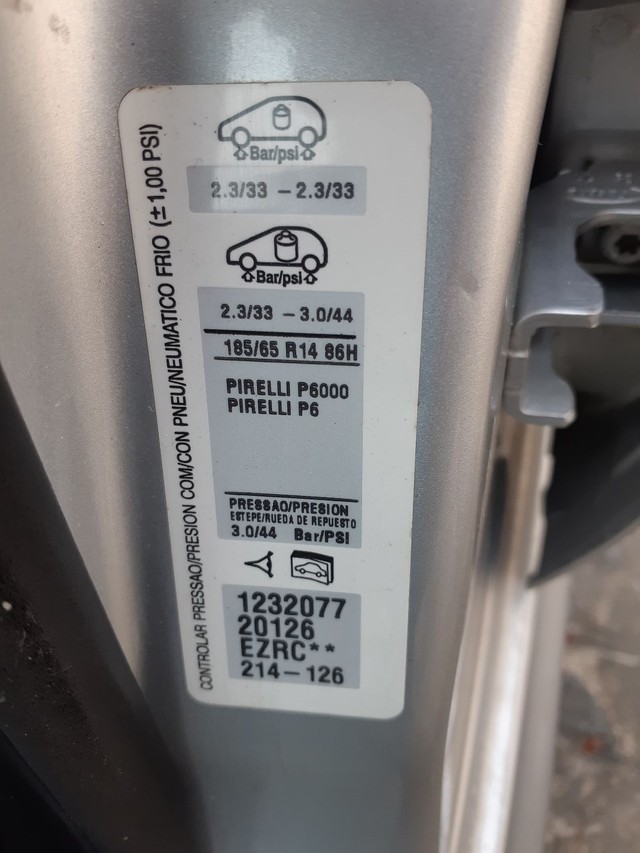 CONTROLAR PRESSAO/PRESION COM/CON PNEU/NEUMATICO FRIO (±1,00 PSI)
Bar/psi
2.3/33 – 2.3/33
Bar/psi
2.3/33 – 3.0/44
185/65 R14 86H
PIRELLI P6000
PIRELLI P6
PRESSAO/PRESION
ESTEPE/RUEDA DE REPUESTO
3.0/44 Bar/PSI
1232077
20126
EZRC**
214–126